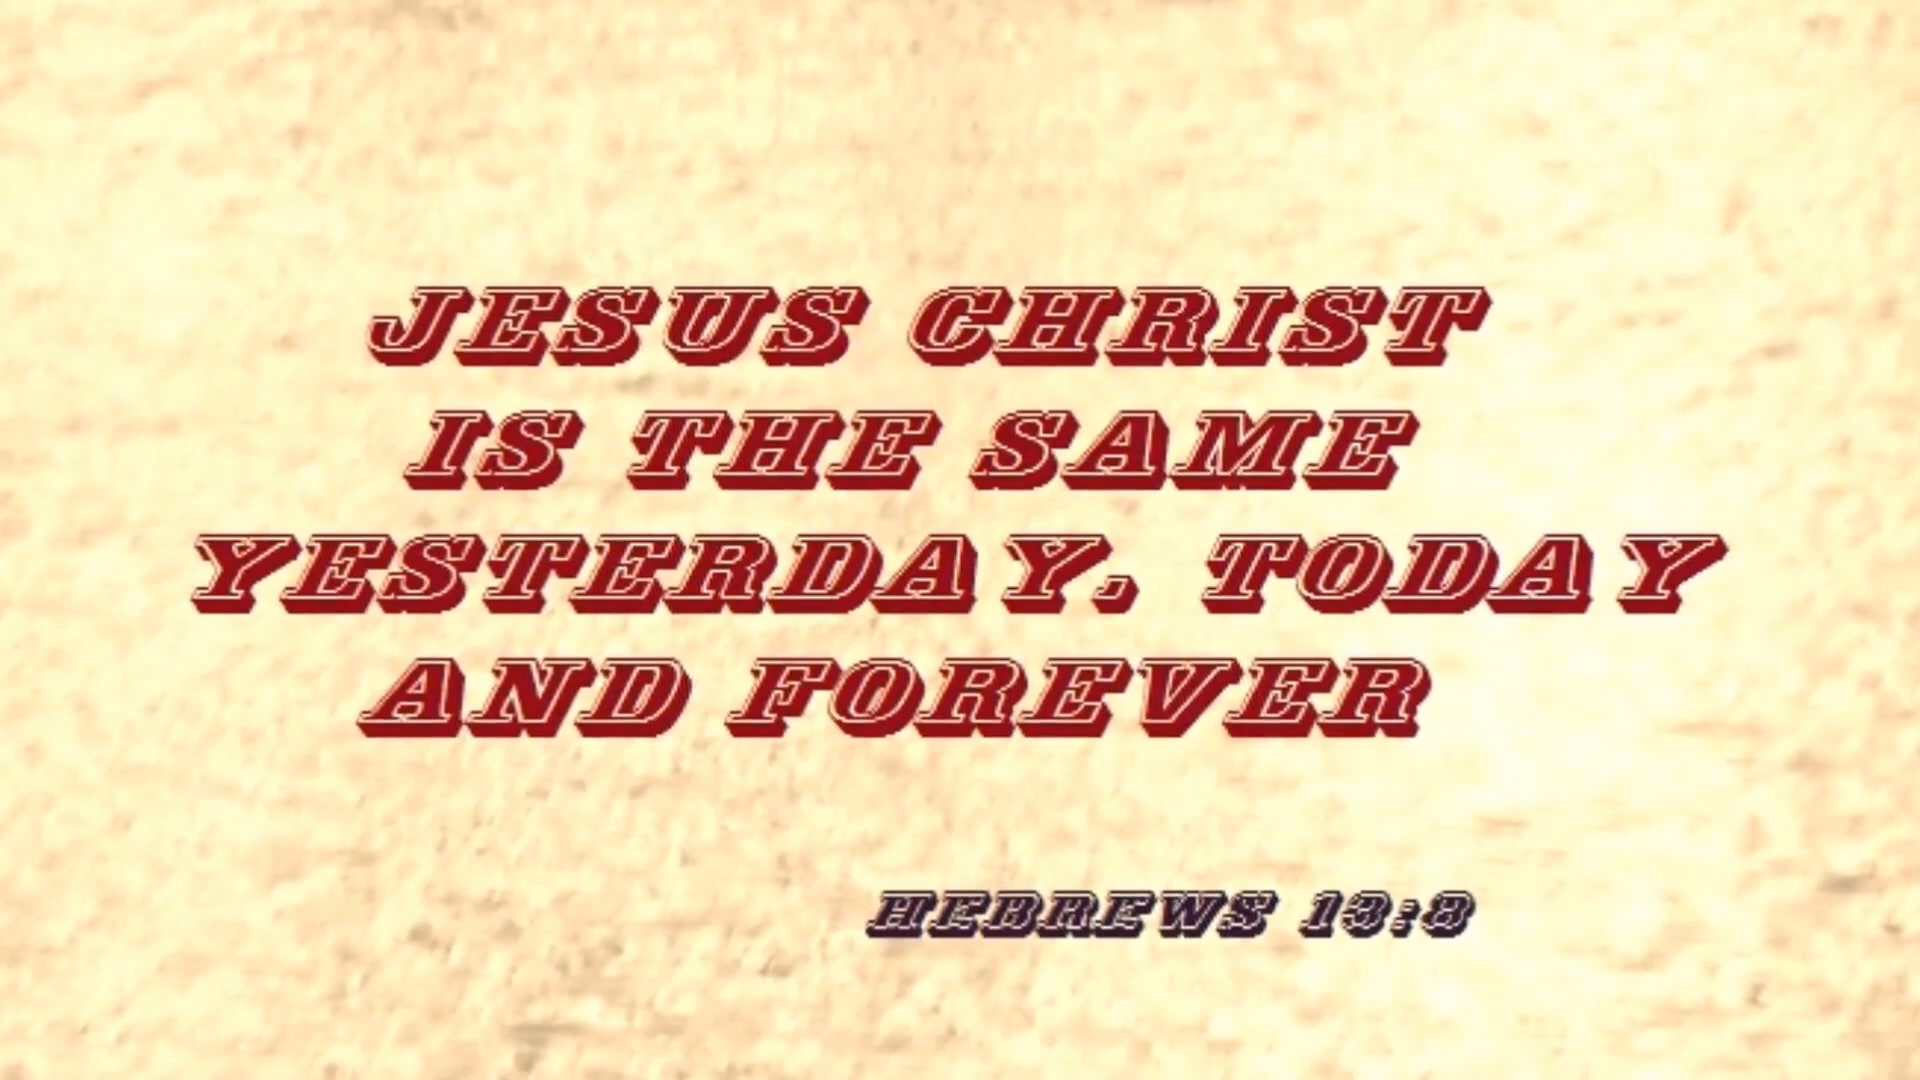 JESUS CHRIST
IS THE SAME
YESTERDAY, TODAY
AND FOREVER
HEBREWS 13:8